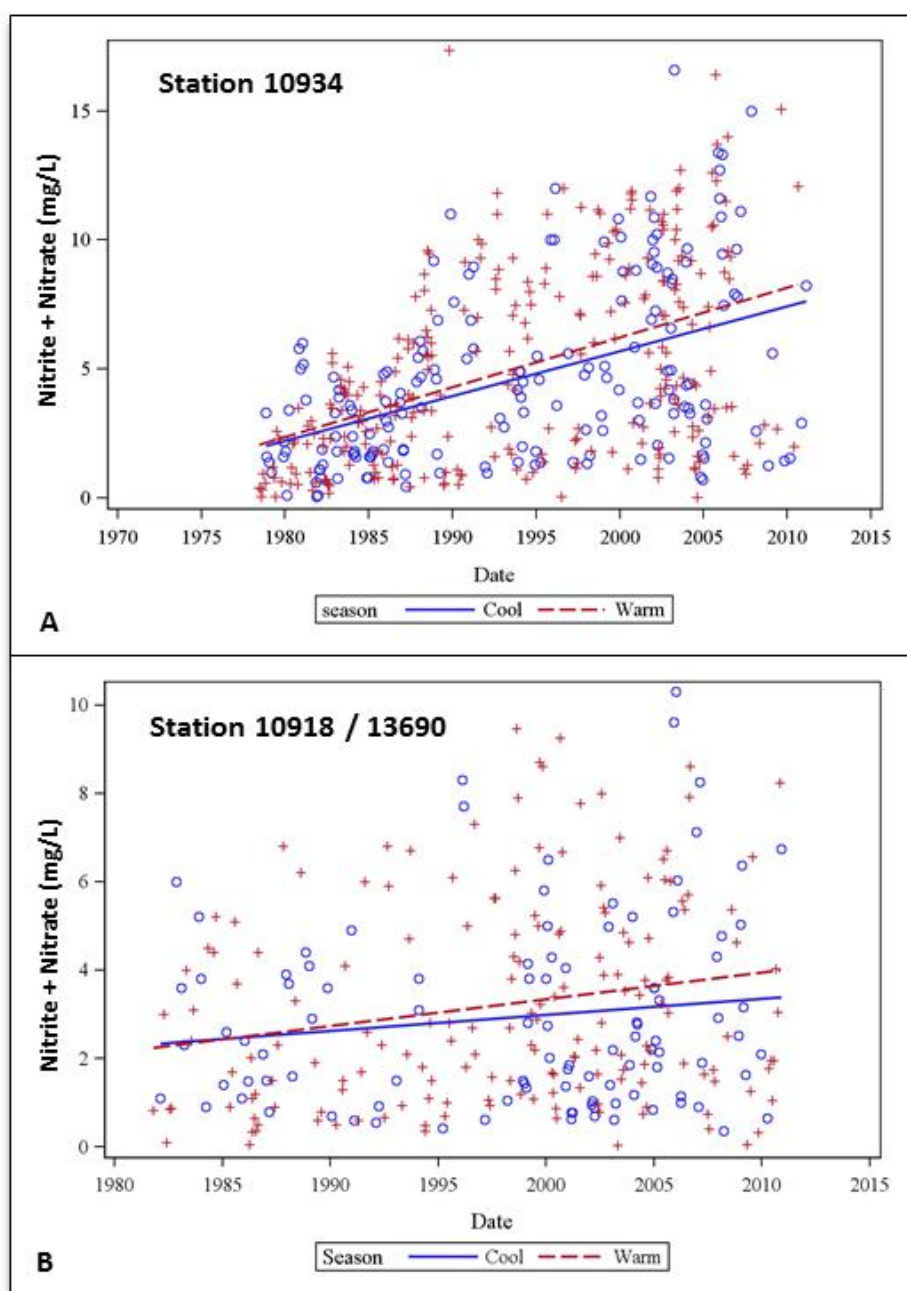 Station 10934
Nitrite + Nitrate (mg/L)
15
10
5
0
1970 1975 1980 1985 1990 1995 2000 2005 2010 2015
Date
season Cool Warm
A
Station 10918 / 13690
Nitrite + Nitrate (mg/L)
10
8
6
4
2
0
1980 1985 1990 1995 2000 2005 2010 2015
Date
Season Cool Warm
B